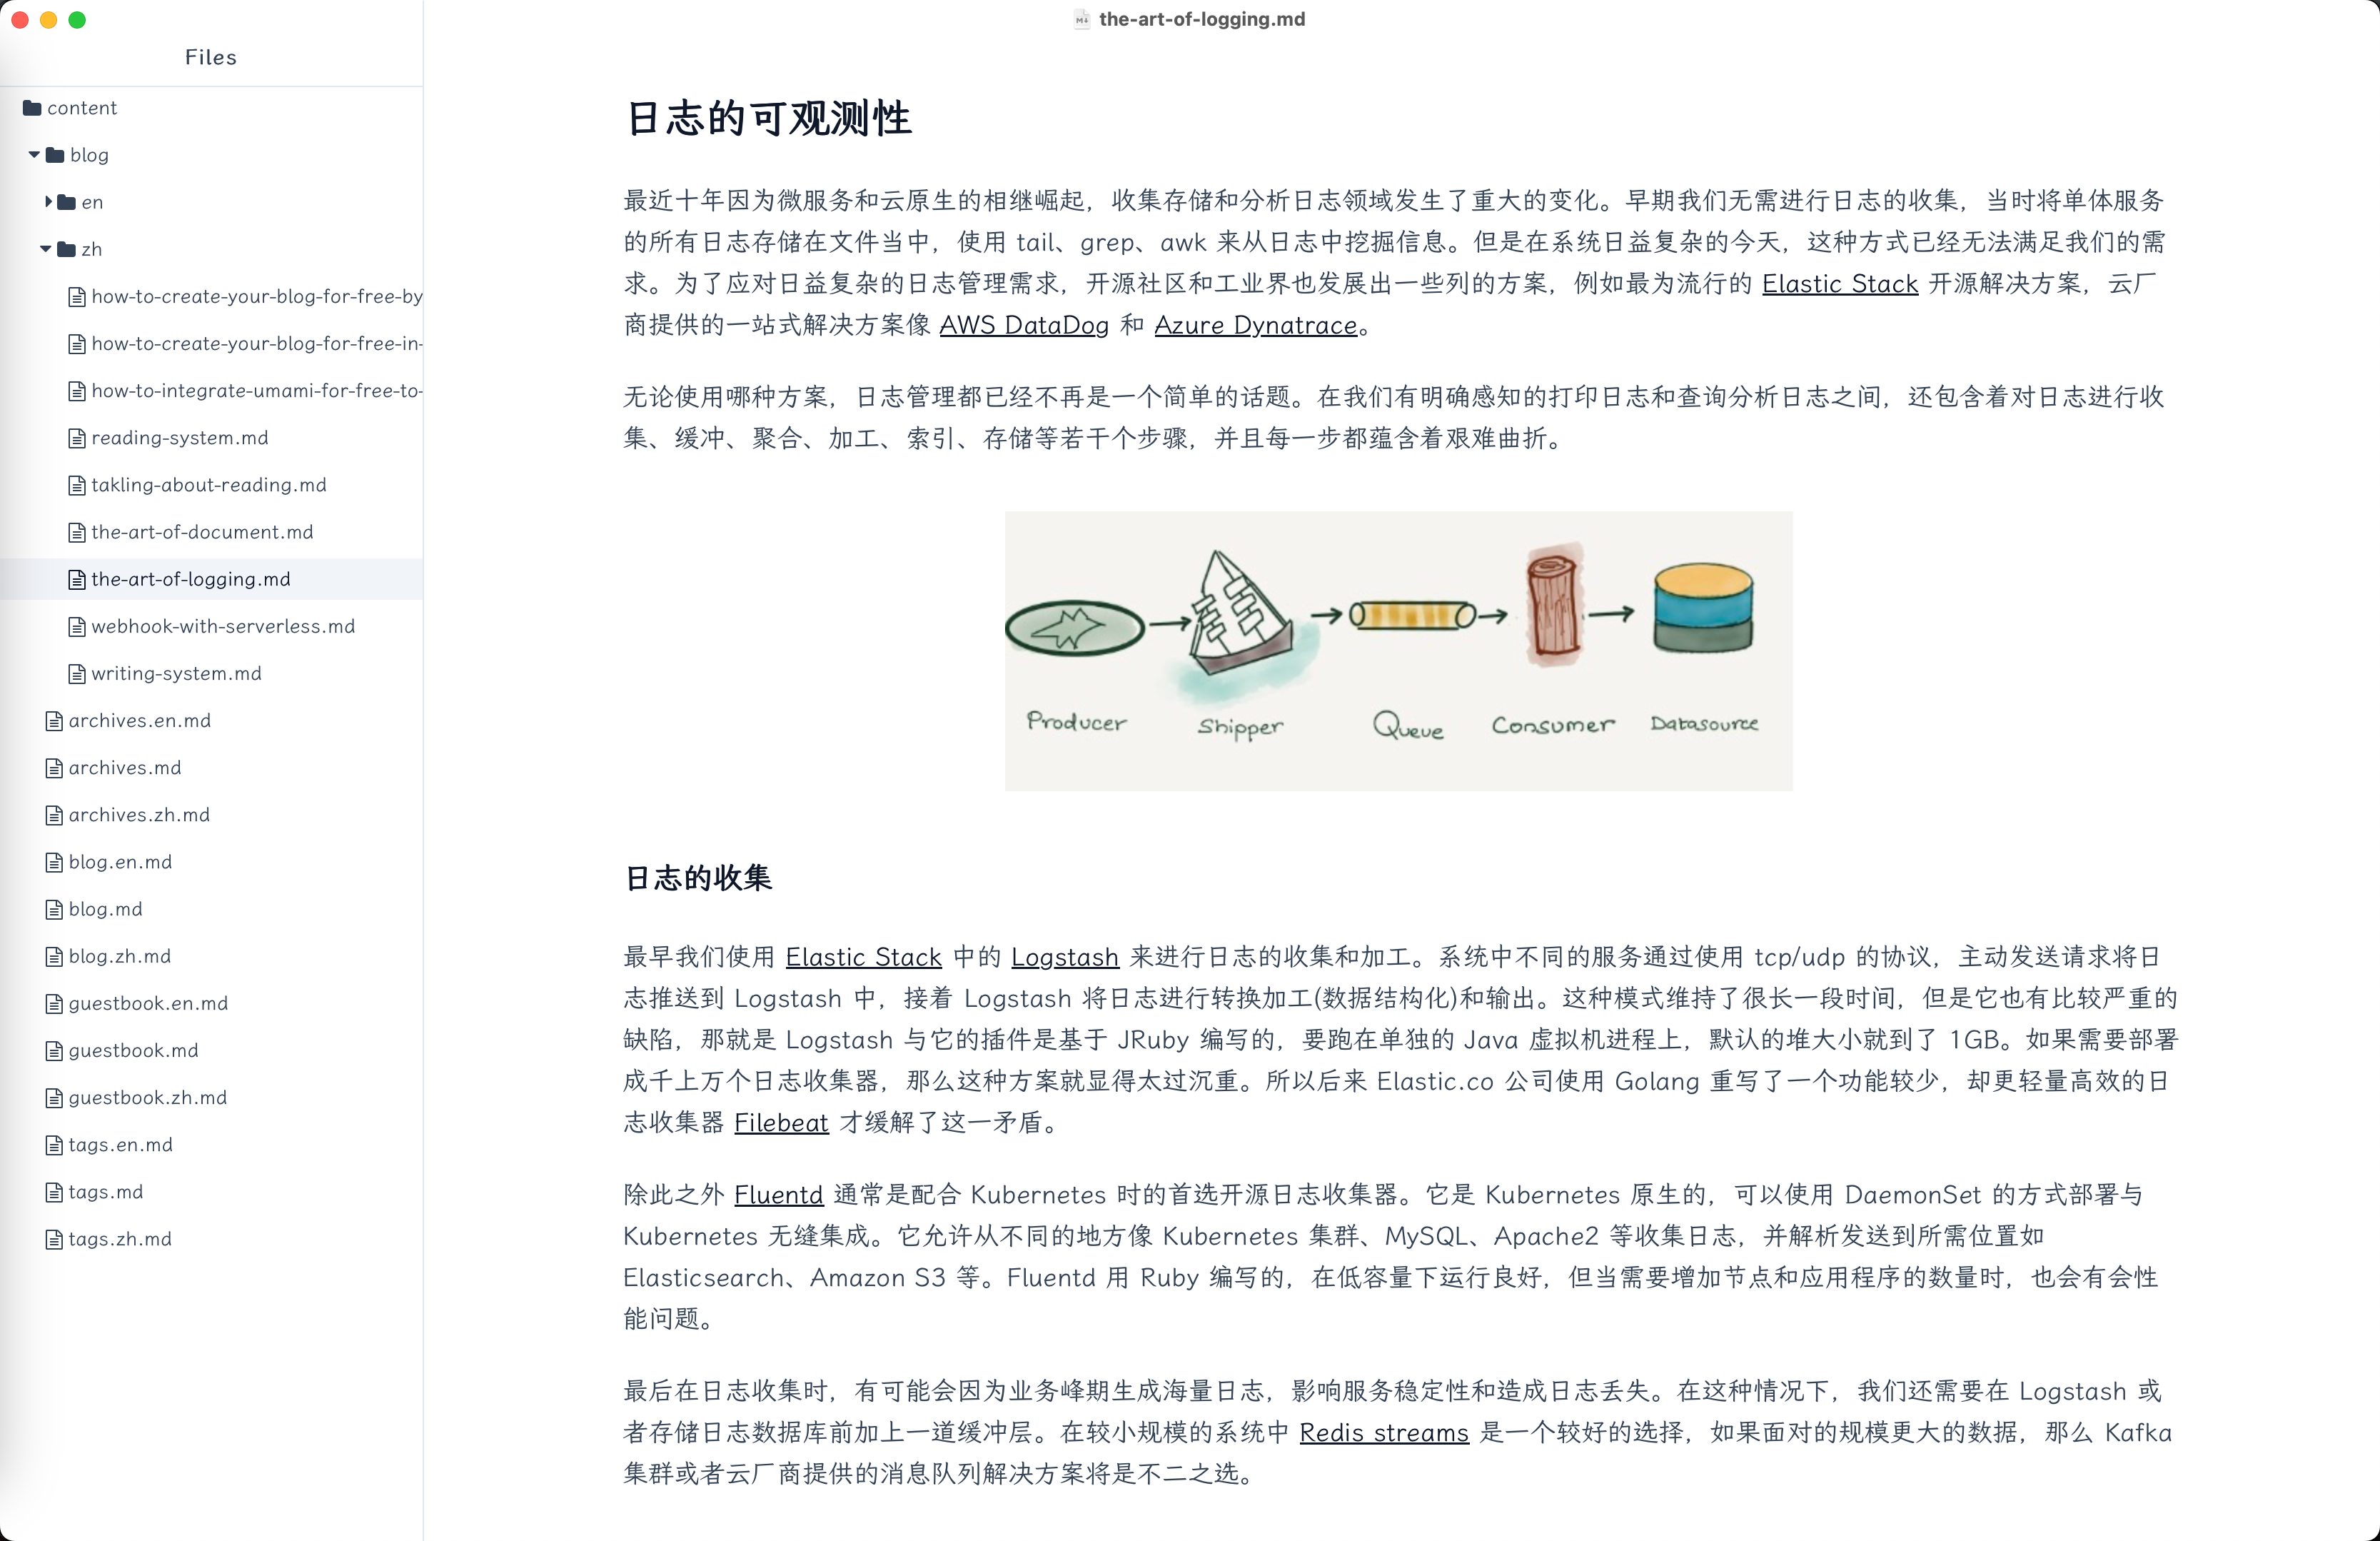 the-art-of-logging.md
Files
content
blog
en
zh
how-to-create-your-blog-for-free-by
how-to-create-your-blog-for-free-in-
how-to-integrate-umami-for-free-to-
reading-system.md
takling-about-reading.md
the-art-of-document.md
the-art-of-logging.md
webhook-with-serverless.md
writing-system.md
archives.en.md
archives.md
archives.zh.md
blog.en.md
blog.md
blog.zh.md
guestbook.en.md
guestbook.md
guestbook.zh.md
tags.en.md
tags.md
tags.zh.md
日志的可观测性
最近十年因为微服务和云原生的相继崛起，收集存储和分析日志领域发生了重大的变化。早期我们无需进行日志的收集，当时将单体服务
的所有日志存储在文件当中，使用 tail、grep、awk 来从日志中挖掘信息。但是在系统日益复杂的今天，这种方式已经无法满足我们的需
求。为了应对日益复杂的日志管理需求，开源社区和工业界也发展出一些列的方案，例如最为流行的 Elastic Stack 开源解决方案，云厂
商提供的一站式解决方案像 AWS DataDog 和 Azure Dynatrace。
无论使用哪种方案，日志管理都已经不再是一个简单的话题。在我们有明确感知的打印日志和查询分析日志之间，还包含着对日志进行收
集、缓冲、聚合、加工、索引、存储等若干个步骤，并且每一步都蕴含着艰难曲折。
Producer Shipper Queue Consumer Datasource
日志的收集
最早我们使用 Elastic Stack 中的 Logstash 来进行日志的收集和加工。系统中不同的服务通过使用 tcp/udp 的协议，主动发送请求将日
志推送到 Logstash 中，接着 Logstash 将日志进行转换加工(数据结构化)和输出。这种模式维持了很长一段时间，但是它也有比较严重的
缺陷，那就是 Logstash 与它的插件是基于 JRuby 编写的，要跑在单独的 Java 虚拟机进程上，默认的堆大小就到了 1GB。如果需要部署
成千上万个日志收集器，那么这种方案就显得太过沉重。所以后来 Elastic.co 公司使用 Golang 重写了一个功能较少，却更轻量高效的日
志收集器 Filebeat 才缓解了这一矛盾。
除此之外 Fluentd 通常是配合 Kubernetes 时的首选开源日志收集器。它是 Kubernetes 原生的，可以使用 DaemonSet 的方式部署与
Kubernetes 无缝集成。它允许从不同的地方像 Kubernetes 集群、MySQL、Apache2 等收集日志，并解析发送到所需位置如
Elasticsearch、Amazon S3 等。Fluentd 用 Ruby 编写的，在低容量下运行良好，但当需要增加节点和应用程序的数量时，也会有会性
能问题。
最后在日志收集时，有可能会因为业务峰期生成海量日志，影响服务稳定性和造成日志丢失。在这种情况下，我们还需要在 Logstash 或
者存储日志数据库前加上一道缓冲层。在较小规模的系统中 Redis streams 是一个较好的选择，如果面对的规模更大的数据，那么 Kafka
集群或者云厂商提供的消息队列解决方案将是不二之选。